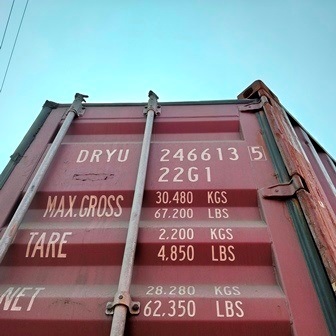 DRYU 246613 5
22G1
MAX.GROSS 30,480 KGS
67,200 LBS
TARE 2,200 KGS
4,850 LBS
NET 28,280 KGS
62,350 LBS